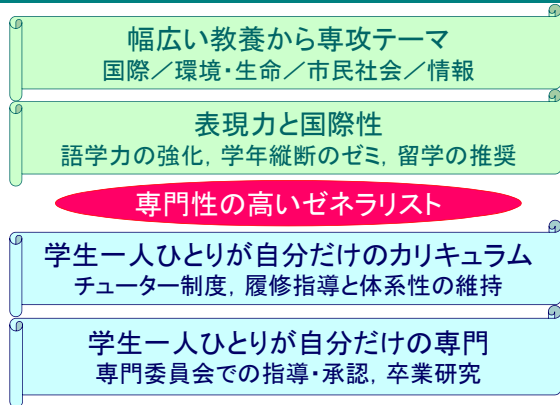 幅広い教養から専攻テーマ
国際／環境・生命／市民社会／情報
表現力と国際性
語学力の強化, 学年縦断のゼミ, 留学の推奨
専門性の高いゼネラリスト
学生一人ひとりが自分だけのカリキュラム
チューター制度, 履修指導と体系性の維持
学生一人ひとりが自分だけの専門
専門委員会での指導・承認, 卒業研究